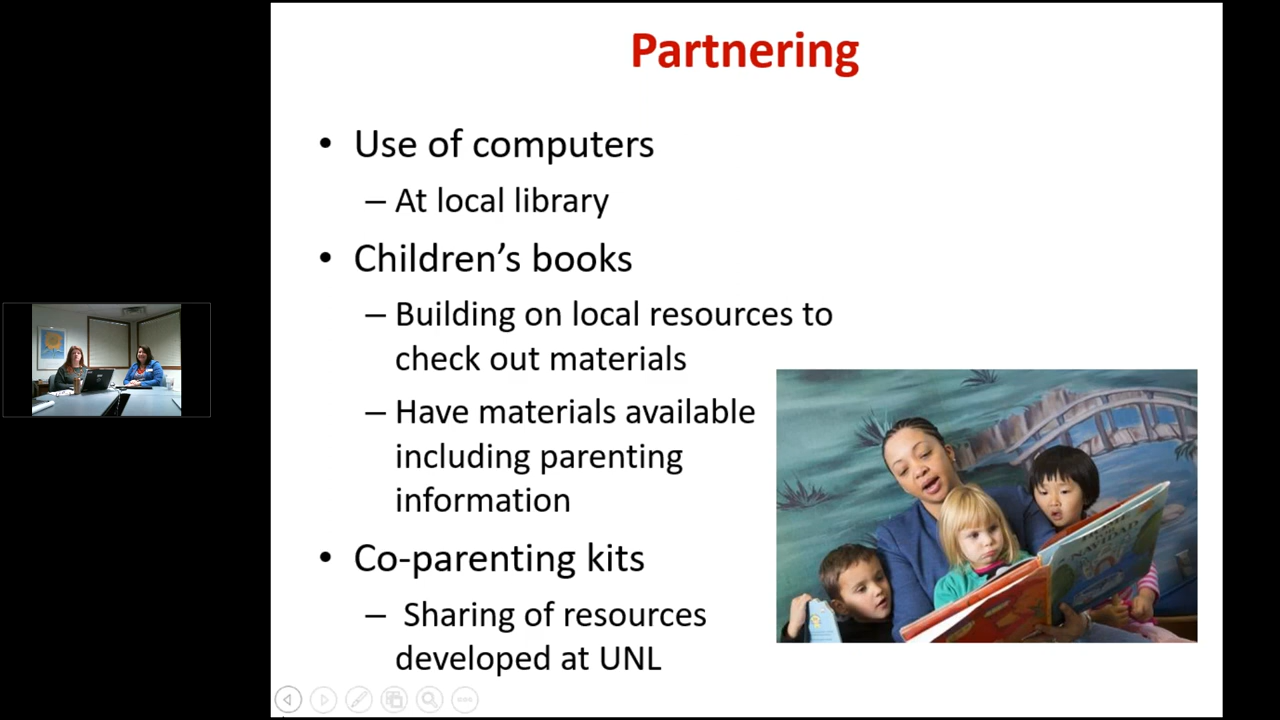 Partnering
• Use of computers
– At local library
• Children's books
– Building on local resources to
check out materials
– Have materials available
including parenting
information
• Co-parenting kits
– Sharing of resources
developed at UNL
NAVIDAD